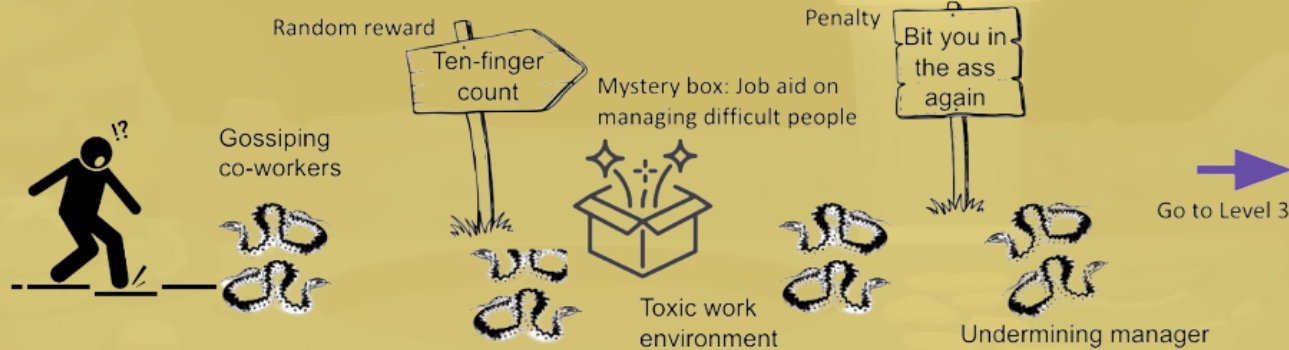 Random reward
Ten-finger
count
Mystery box: Job aid on
managing difficult people
Penalty
Bit you in
the ass
again
!?
Gossiping
co-workers
Go to Level 3
Toxic work
environment
Undermining manager